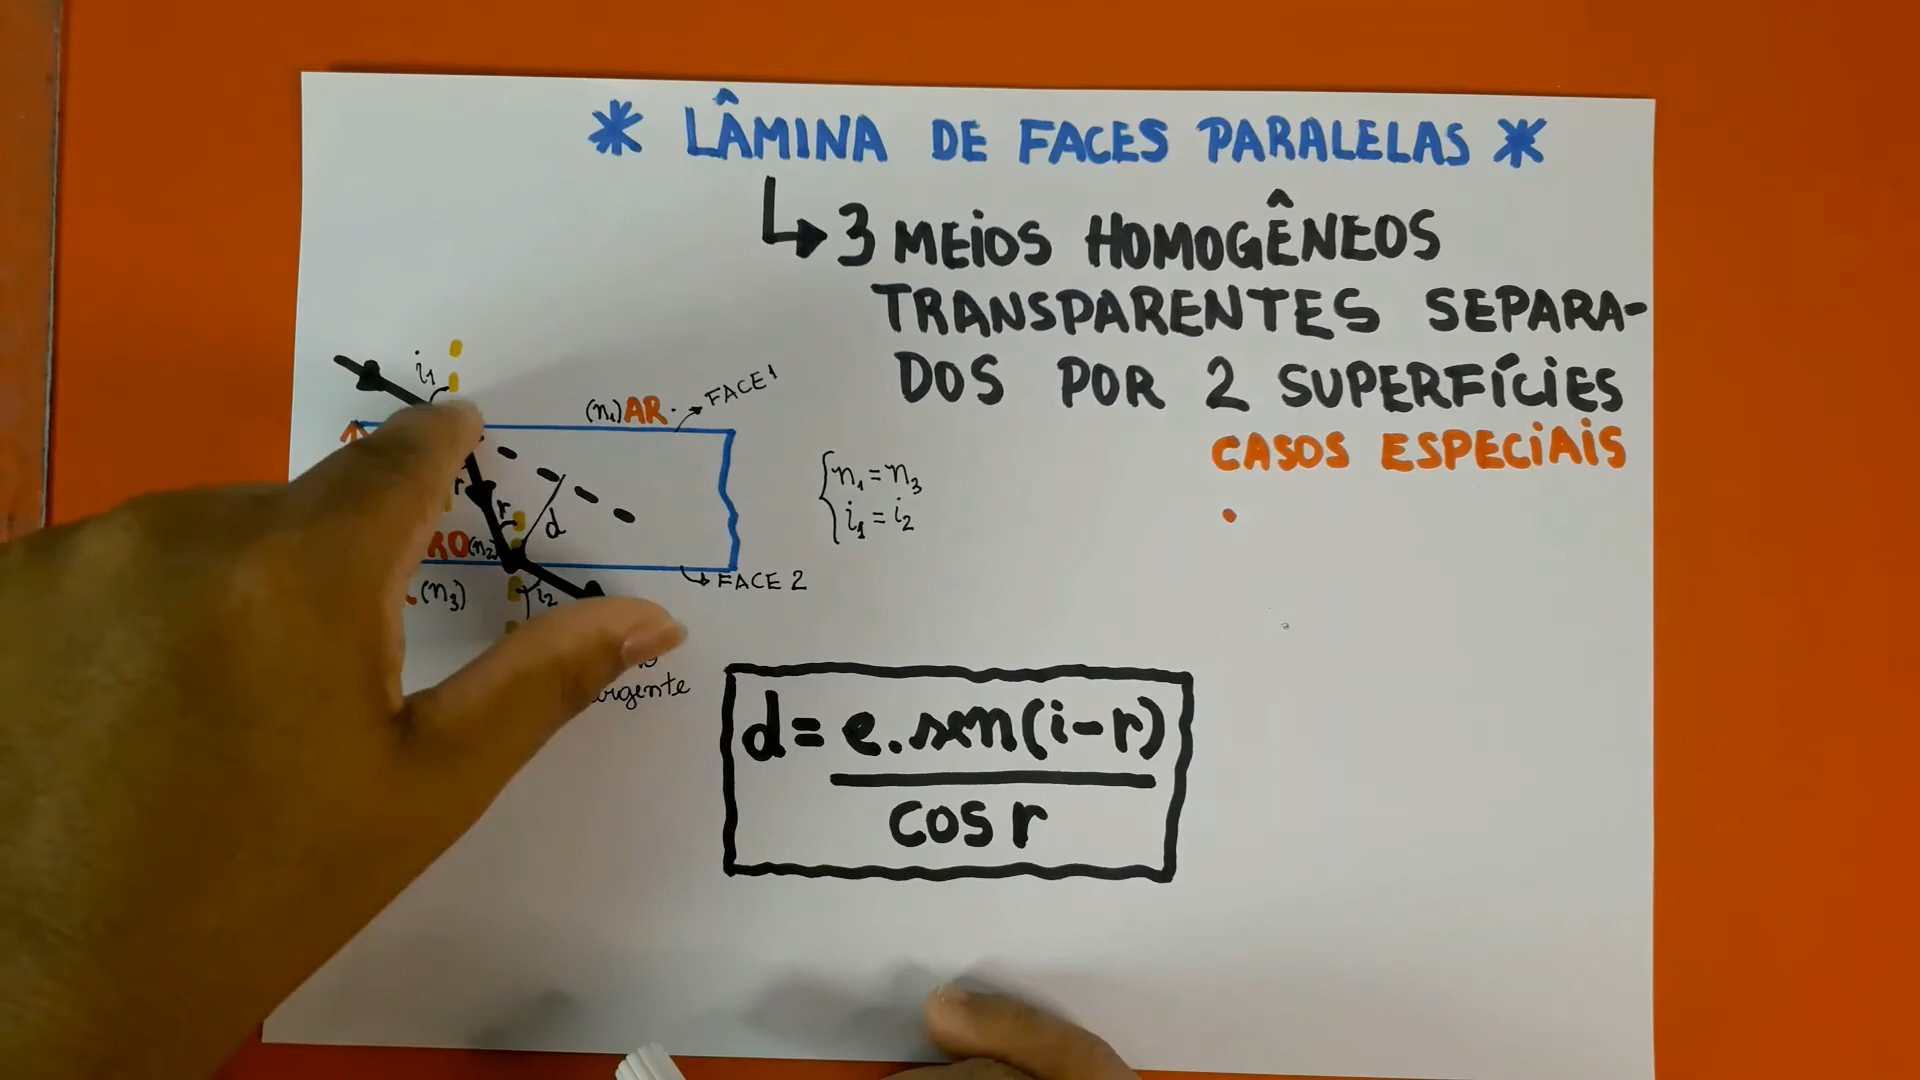 * LÂMINA DE FACES PARALELAS *
↳ 3 MEIOS HOMOGÊNEOS
TRANSPARENTES SEPARA-
DOS POR 2 SUPERFÍCIES
CASOS ESPECIAIS
i₁
(n₁) AR
FACE 1
r
r
d
(n₂)
n₁ = n₃
i₁ = i₂
FACE 2
(n₃)
i₂
d = e.sen(i-r)
cos r